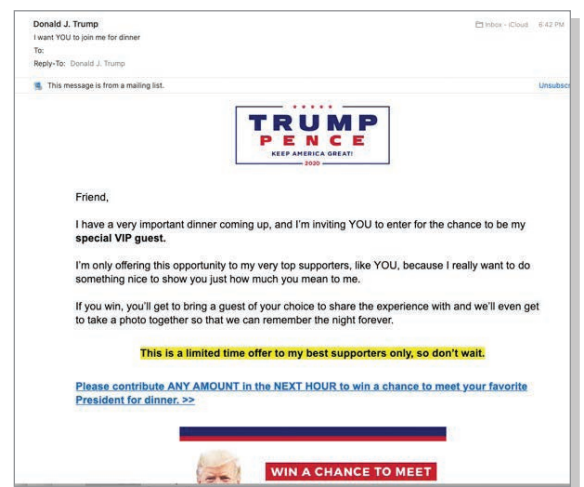 Donald J. Trump
Inbox - iCloud 6:42 PM
I want YOU to join me for dinner
To:
Reply-To: Donald J. Trump
This message is from a mailing list.
Unsubsc
TRUMP
PENCE
KEEP AMERICA GREAT!
2020
Friend,
I have a very important dinner coming up, and I'm inviting YOU to enter for the chance to be my
special VIP guest.
I'm only offering this opportunity to my very top supporters, like YOU, because I really want to do
something nice to show you just how much you mean to me.
If you win, you'll get to bring a guest of your choice to share the experience with and we'll even get
to take a photo together so that we can remember the night forever.
This is a limited time offer to my best supporters only, so don't wait.
Please contribute ANY AMOUNT in the NEXT HOUR to win a chance to meet your favorite
President for dinner. >>
WIN A CHANCE TO MEET